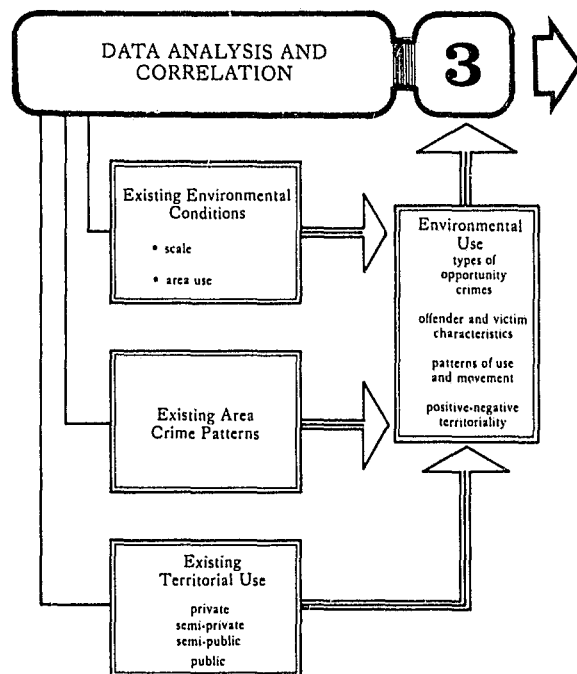 DATA ANALYSIS AND
CORRELATION
3
Existing Environmental
Conditions
• scale
• area use
Environmental
Use
types of
opportunity
crimes
offender and victim
characteristics
patterns of use
and movement
positive-negative
territoriality
Existing Area
Crime Patterns
Existing
Territorial Use
private
semi-private
semi-public
public